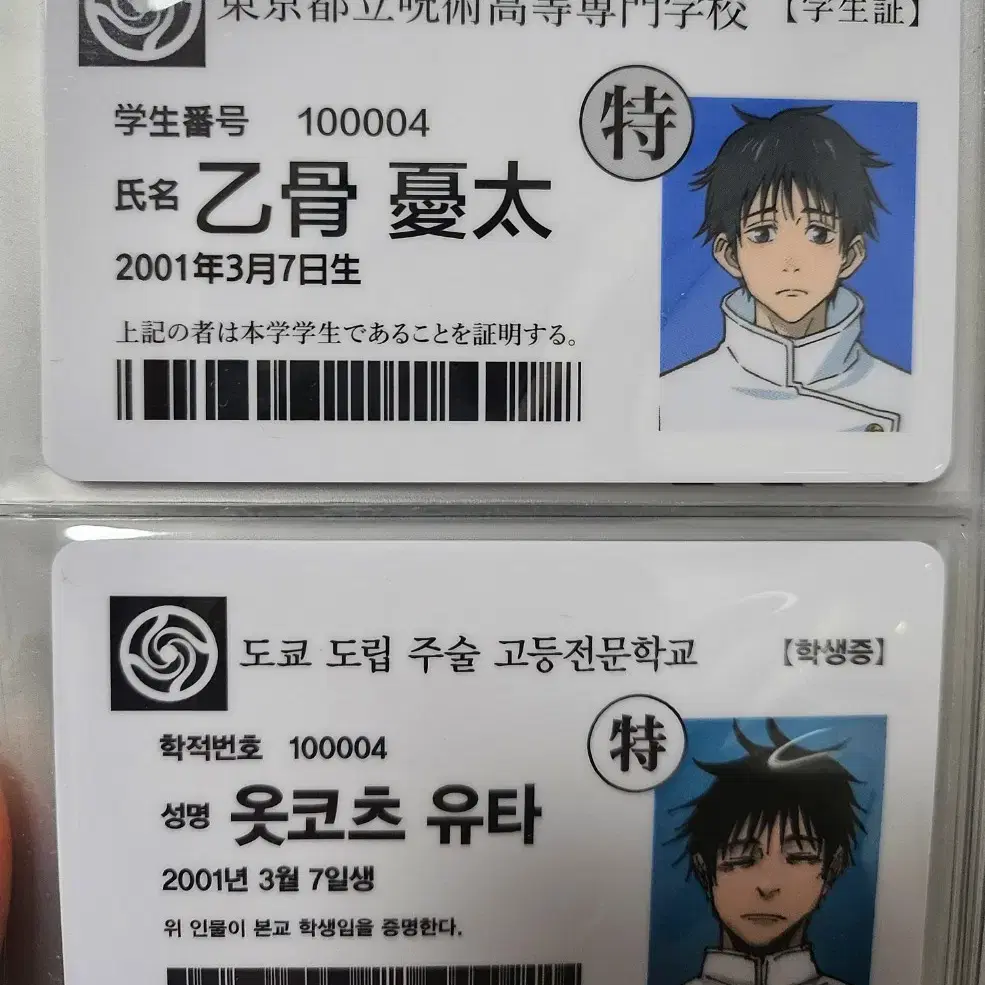 東京都立呪術高等専門学校 【学生証】
特
学生番号 100004
氏名 乙骨 憂太
2001年3月7日生
上記の者は本学学生であることを証明する。
도쿄 도립 주술 고등전문학교 【학생증】
特
학적번호 100004
성명 옷코츠 유타
2001년 3월 7일생
위 인물이 본교 학생임을 증명한다.